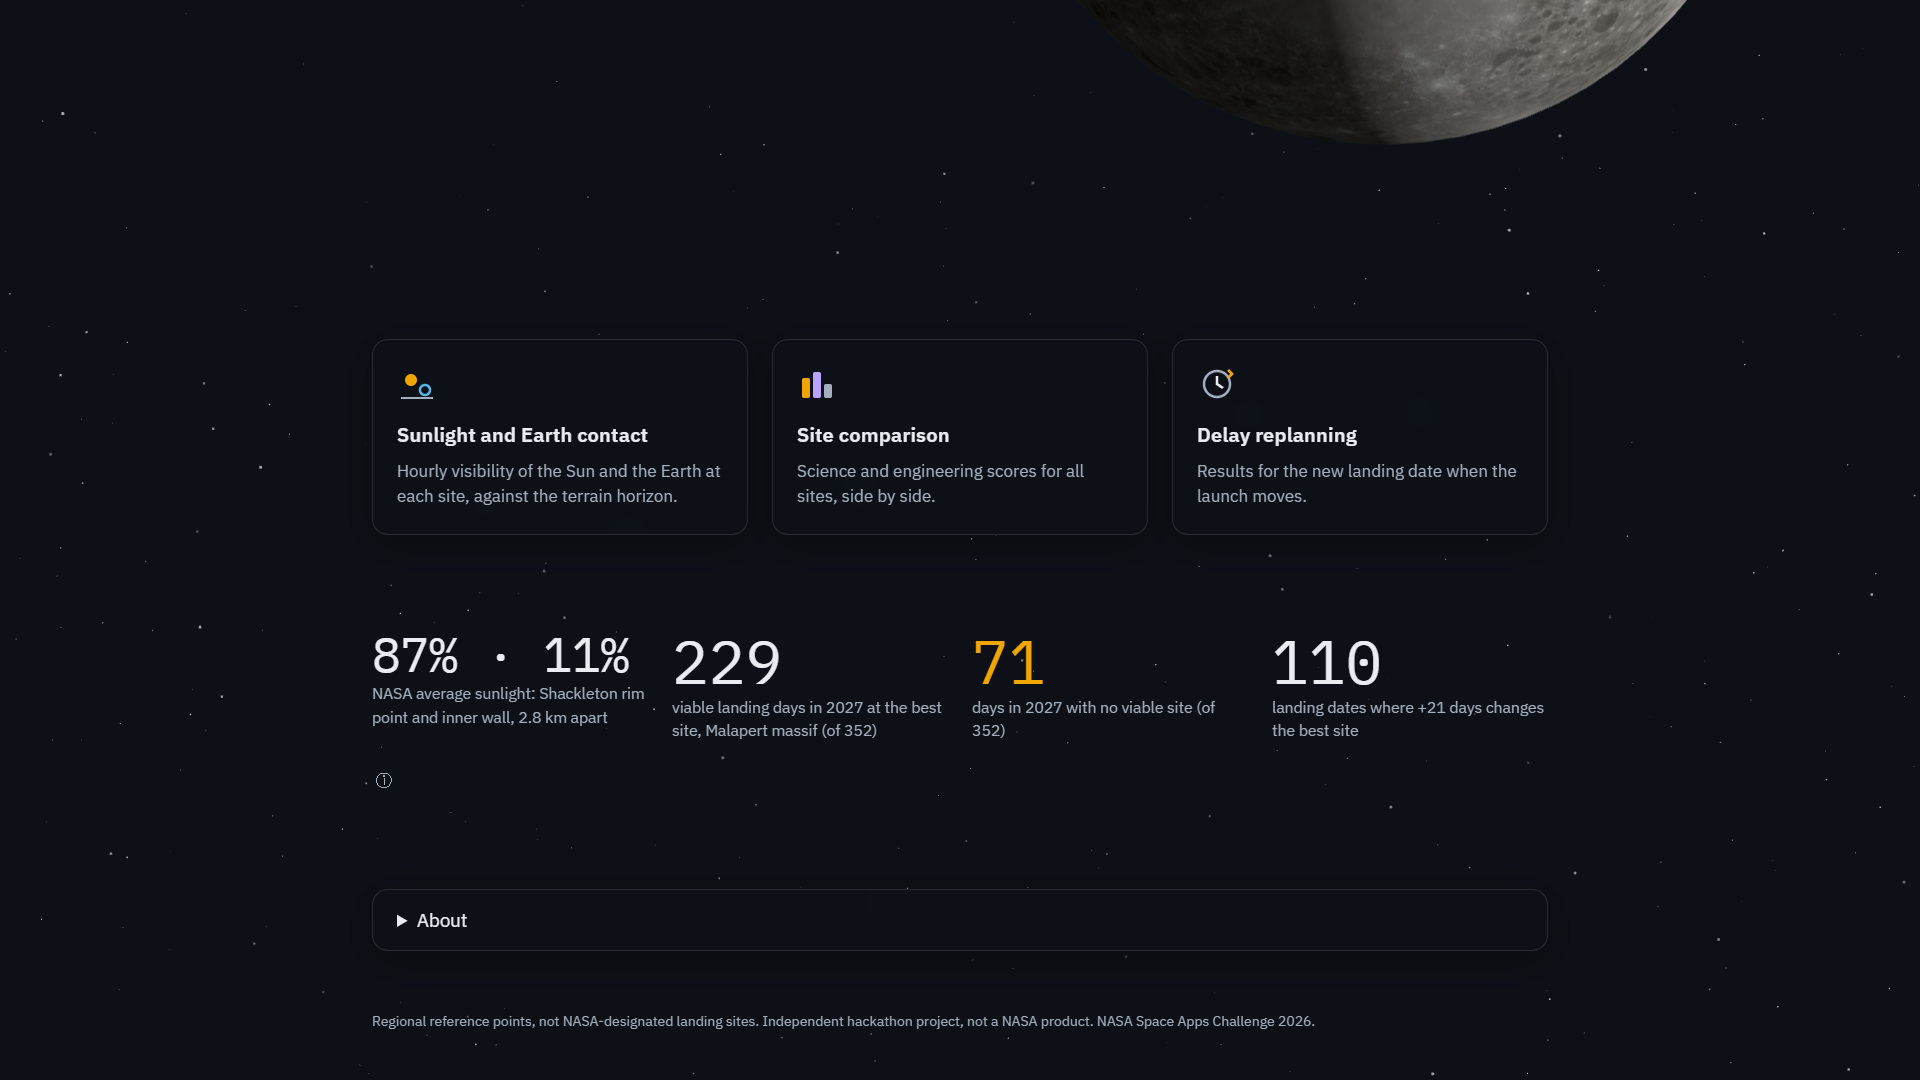 Sunlight and Earth contact
Hourly visibility of the Sun and the Earth at
each site, against the terrain horizon.
Site comparison
Science and engineering scores for all
sites, side by side.
Delay replanning
Results for the new landing date when the
launch moves.
87% · 11%
NASA average sunlight: Shackleton rim
point and inner wall, 2.8 km apart
229
viable landing days in 2027 at the best
site, Malapert massif (of 352)
71
days in 2027 with no viable site (of
352)
110
landing dates where +21 days changes
the best site
ⓘ
▶ About
Regional reference points, not NASA-designated landing sites. Independent hackathon project, not a NASA product. NASA Space Apps Challenge 2026.